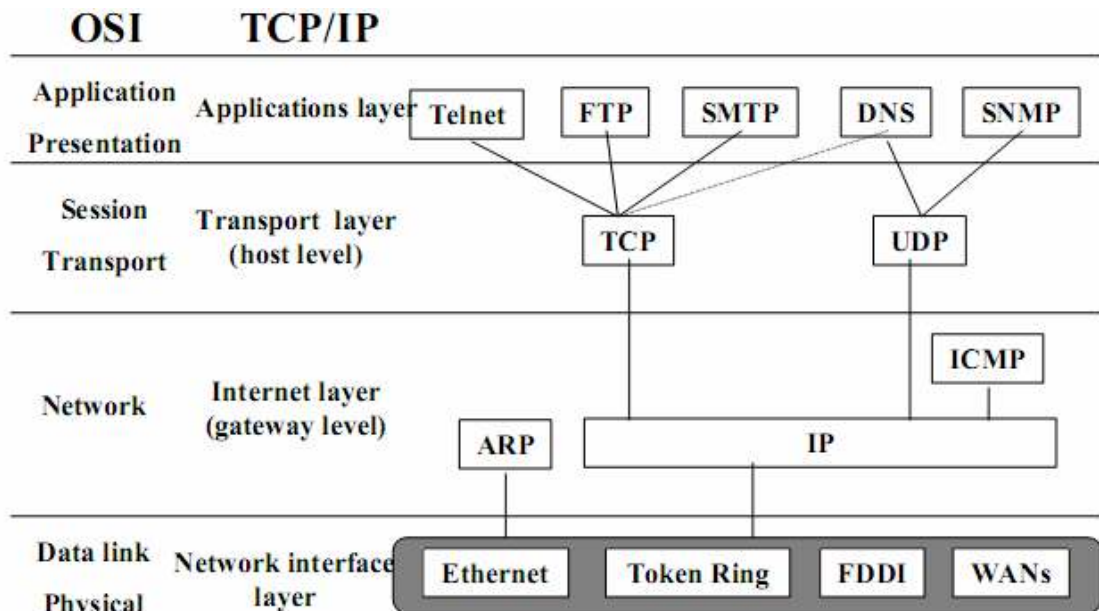 OSI TCP/IP
Application
Presentation
Applications layer
Telnet FTP SMTP DNS SNMP
Session
Transport
Transport layer
(host level)
TCP UDP
Network
Internet layer
(gateway level)
ICMP
ARP IP
Data link
Physical
Network interface
layer
Ethernet Token Ring FDDI WANs